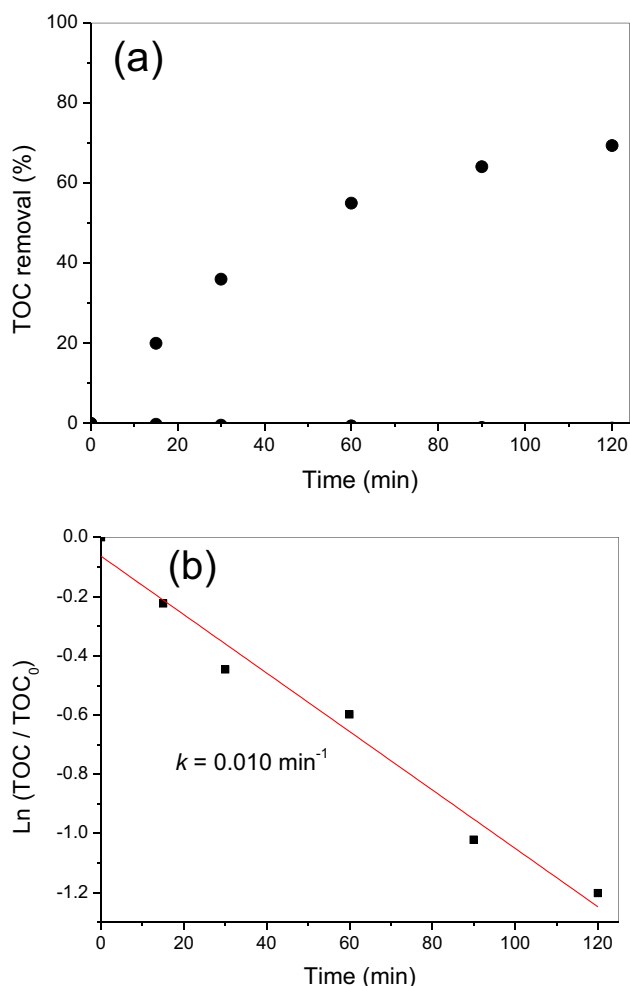 (a)
100
80
60
40
20
0
TOC removal (%)
0 20 40 60 80 100 120
Time (min)
(b)
0.0
-0.2
-0.4
-0.6
-0.8
-1.0
-1.2
Ln (TOC / TOC₀)
k = 0.010 min⁻¹
0 20 40 60 80 100 120
Time (min)